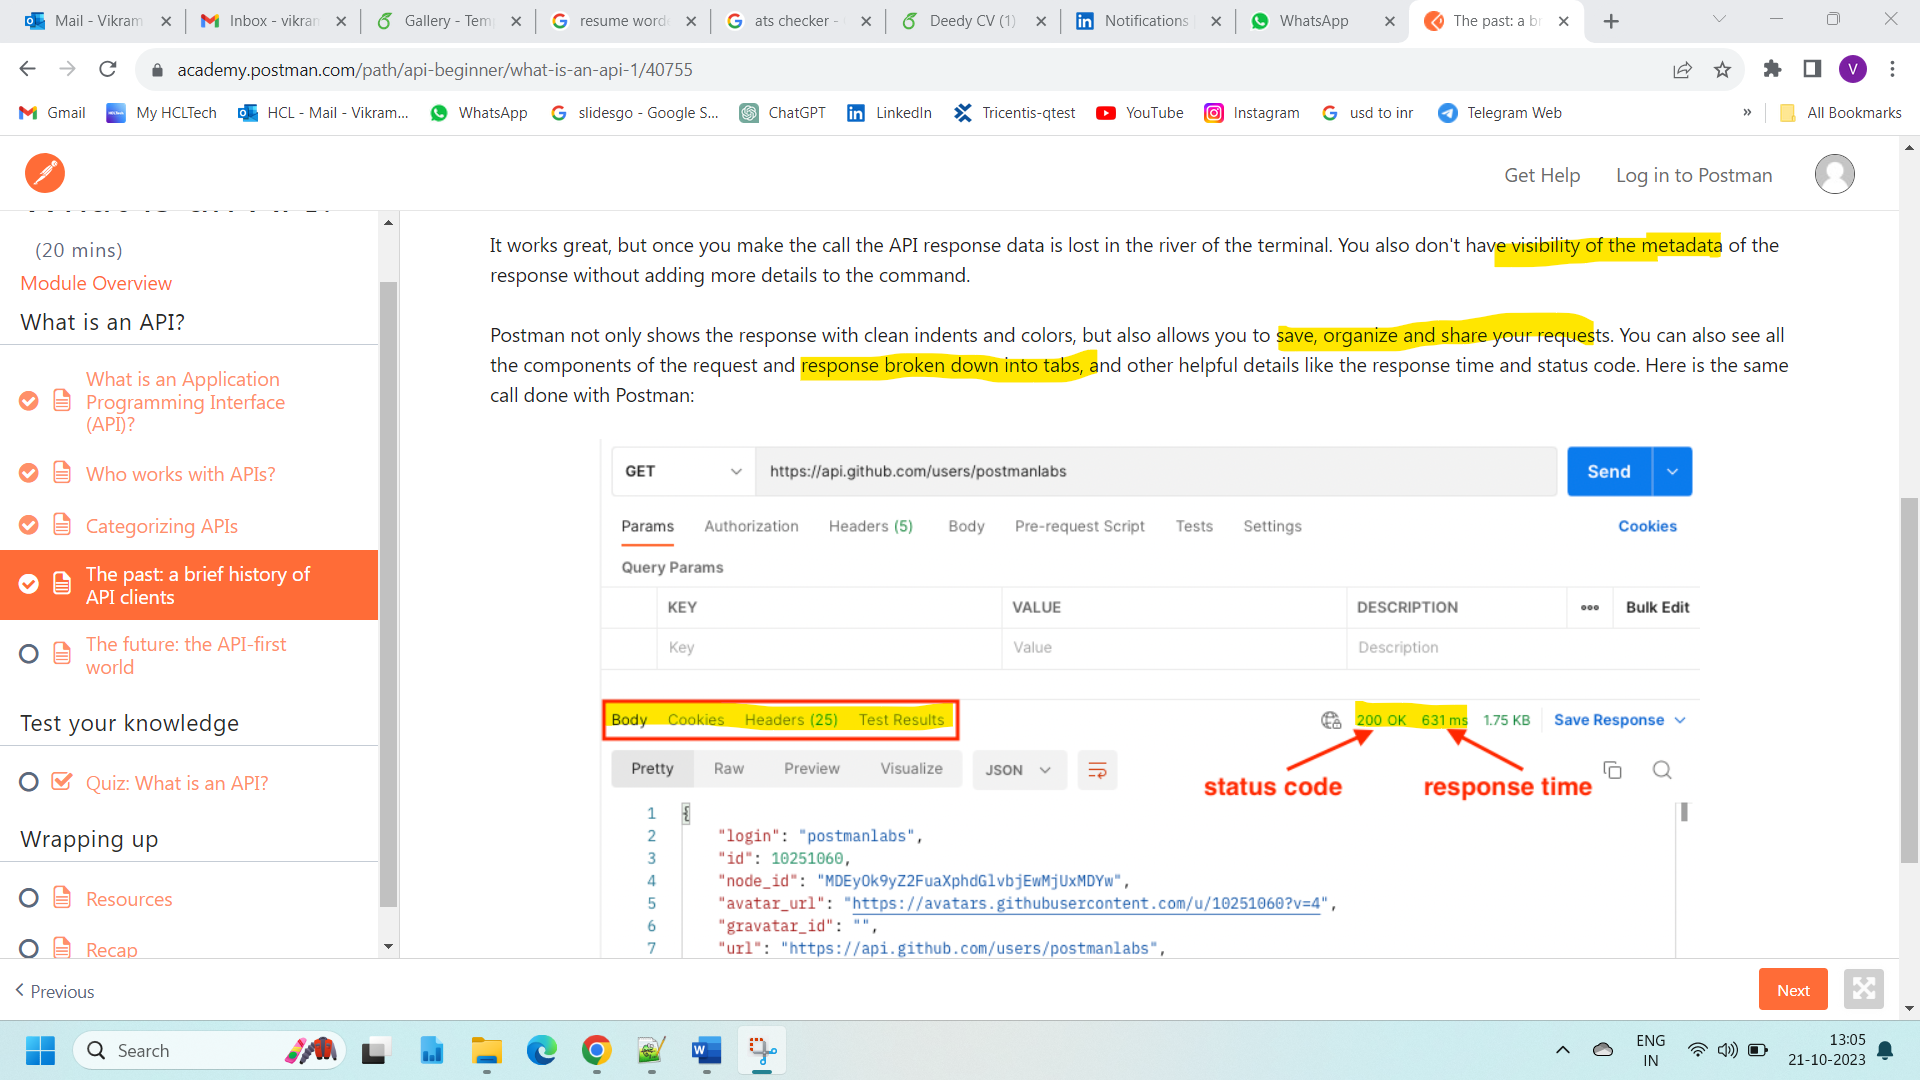 Mail - Vikram
Inbox - vikran
Gallery - Temp
resume worde
ats checker -
Deedy CV (1)
Notifications
WhatsApp
The past: a br
academy.postman.com/path/api-beginner/what-is-an-api-1/40755
V
Gmail
My HCLTech
HCL - Mail - Vikram...
WhatsApp
slidesgo - Google S...
ChatGPT
LinkedIn
Tricentis-qtest
YouTube
Instagram
usd to inr
Telegram Web
»
All Bookmarks
Get Help
Log in to Postman
What is an API?
(20 mins)
Module Overview
What is an API?
What is an Application
Programming Interface
(API)?
Who works with APIs?
Categorizing APIs
The past: a brief history of
API clients
The future: the API-first
world
Test your knowledge
Quiz: What is an API?
Wrapping up
Resources
Recap
It works great, but once you make the call the API response data is lost in the river of the terminal. You also don't have visibility of the metadata of the
response without adding more details to the command.
Postman not only shows the response with clean indents and colors, but also allows you to save, organize and share your requests. You can also see all
the components of the request and response broken down into tabs, and other helpful details like the response time and status code. Here is the same
call done with Postman:
GET
https://api.github.com/users/postmanlabs
Send
Params Authorization Headers (5) Body Pre-request Script Tests Settings Cookies
Query Params
KEY VALUE DESCRIPTION ••• Bulk Edit
Key Value Description
Body Cookies Headers (25) Test Results 200 OK 631 ms 1.75 KB Save Response
Pretty Raw Preview Visualize JSON
status code response time
1 {
2 "login": "postmanlabs",
3 "id": 10251060,
4 "node_id": "MDEyOk9yZ2FuaXphdGlvbjEwMjUxMDYw",
5 "avatar_url": "https://avatars.githubusercontent.com/u/10251060?v=4",
6 "gravatar_id": "",
7 "url": "https://api.github.com/users/postmanlabs",
Previous
Next
Search
ENG
IN
13:05
21-10-2023